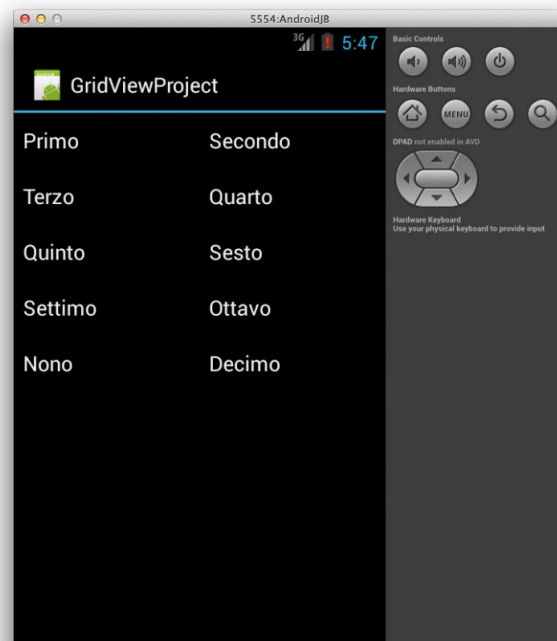 5554:AndroidJB
3G 5:47
GridViewProject
Primo Secondo
Terzo Quarto
Quinto Sesto
Settimo Ottavo
Nono Decimo
Basic Controls
Hardware Buttons
MENU
DPAD not enabled in AVD
Hardware Keyboard
Use your physical keyboard to provide input